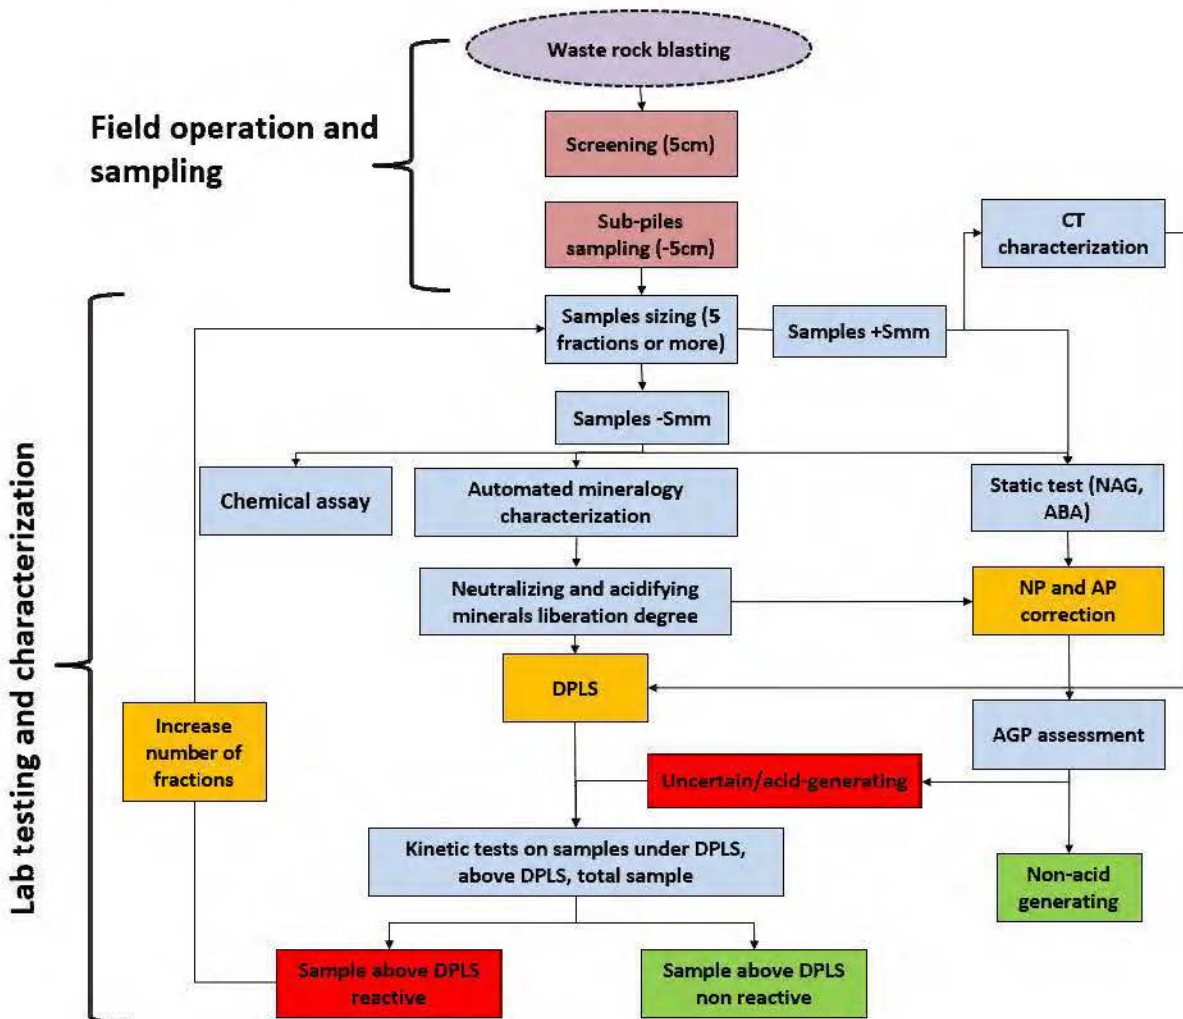 Waste rock blasting
Field operation and
sampling
Screening (5cm)
Sub-piles
sampling (-5cm)
CT
characterization
Samples sizing (5
fractions or more)
Samples +Smm
Samples -Smm
Chemical assay
Automated mineralogy
characterization
Static test (NAG,
ABA)
Neutralizing and acidifying
minerals liberation degree
NP and AP
correction
Lab testing and characterization
DPLS
Increase
number of
fractions
AGP assessment
Uncertain/acid-generating
Kinetic tests on samples under DPLS,
above DPLS, total sample
Non-acid
generating
Sample above DPLS
reactive
Sample above DPLS
non reactive